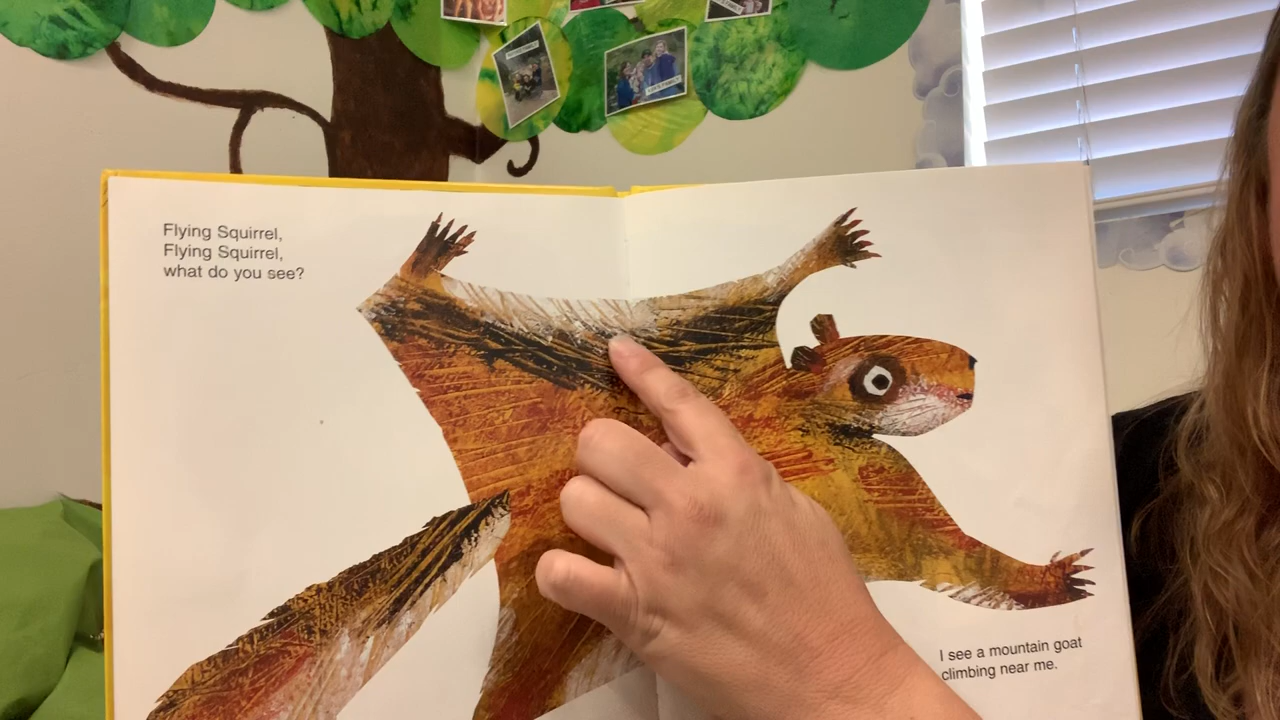 Flying Squirrel,
Flying Squirrel,
what do you see?
I see a mountain goat
climbing near me.